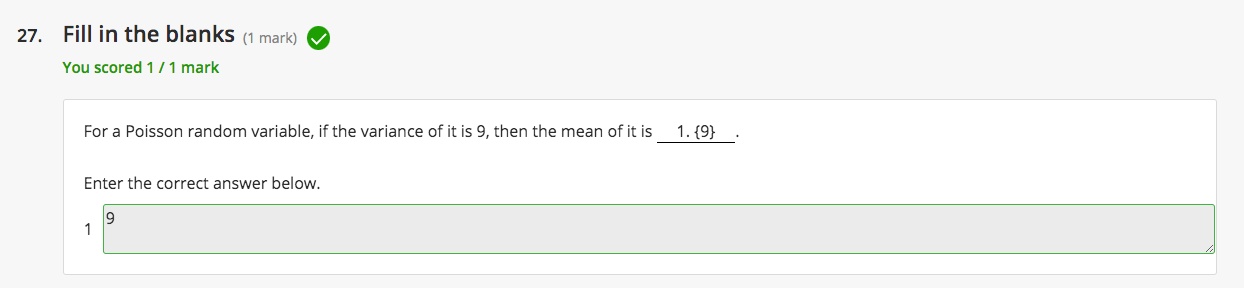 27. Fill in the blanks (1 mark)
You scored 1 / 1 mark
For a Poisson random variable, if the variance of it is 9, then the mean of it is 1. {9}.
Enter the correct answer below.
1 9